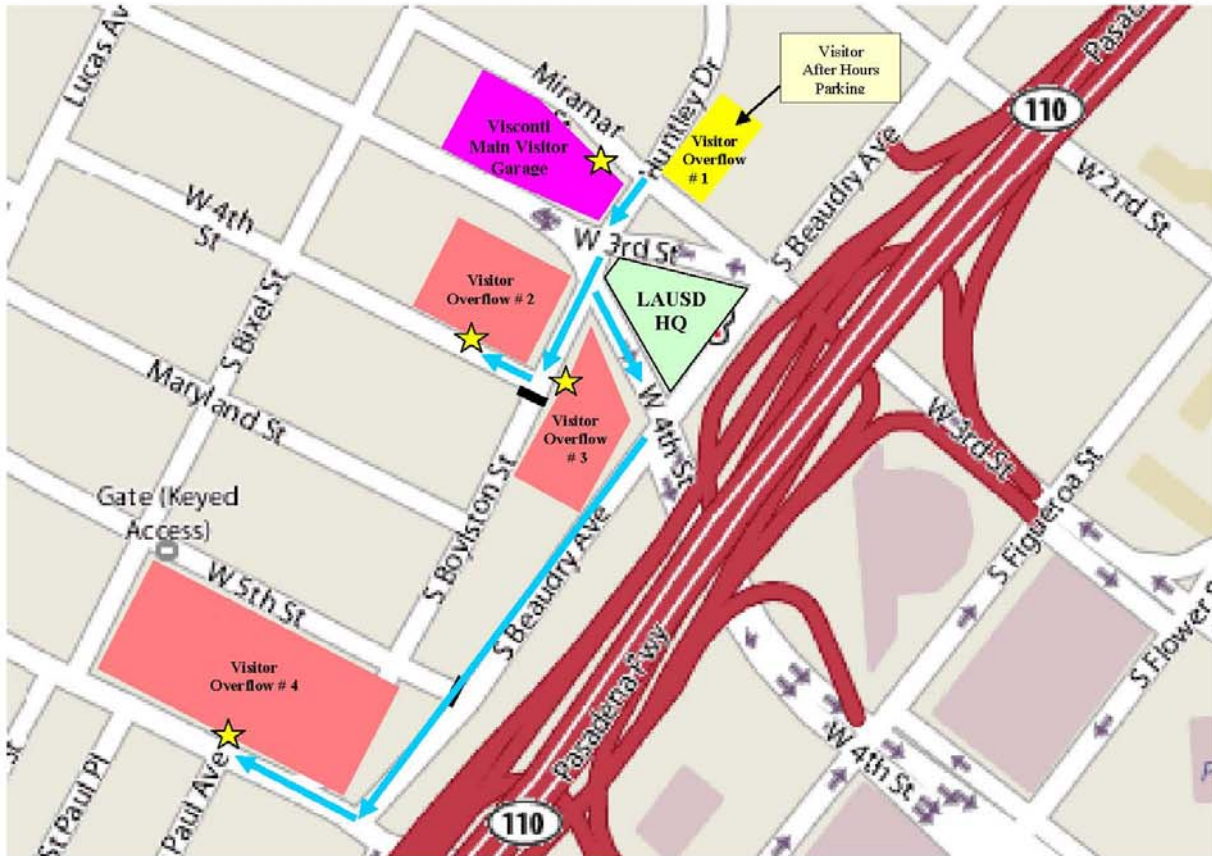 Lucas Av
Miramar
S
Huntley Dr
Visitor
After Hours
Parking
Pasad
110
Visconti
Main Visitor
Garage
Visitor
Overflow
# 1
S Beaudry Ave
W 2nd St
W 4th
St
W 3rd St
Visitor
Overflow # 2
LAUSD
HQ
S Bixel St
Maryland St
Visitor
Overflow
# 3
W 4th St
W 3rd St
Gate (Keyed
Access)
S Boylston St
S Figueroa St
W 5th St
S Beaudry Ave
S Flower
Visitor
Overflow # 4
Pasadena Fwy
W 4th St
St Paul Pl
Paul Ave
st
110